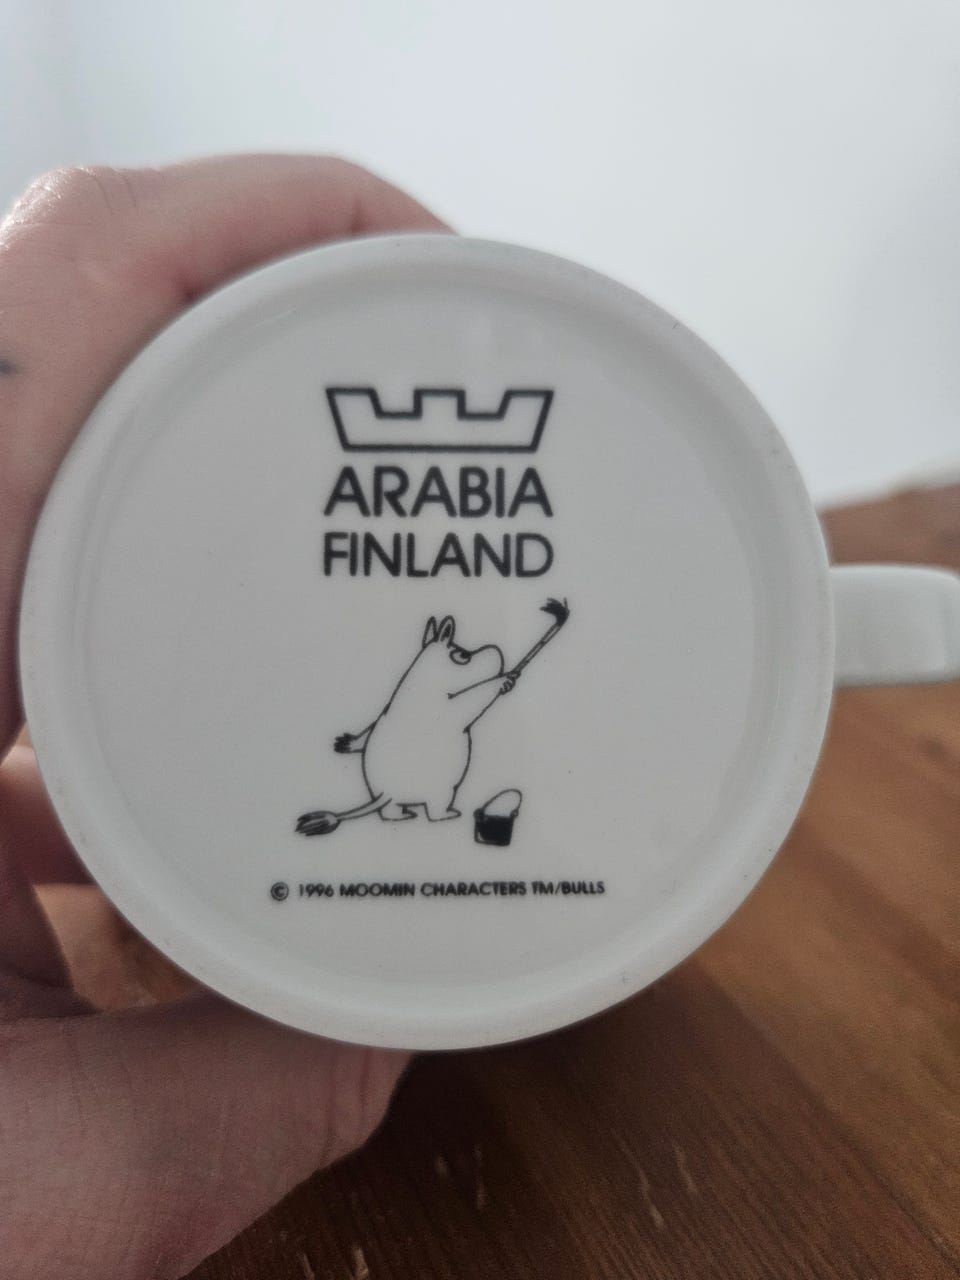 ARABIA
FINLAND
© 1996 MOOMIN CHARACTERS TM/BULLS